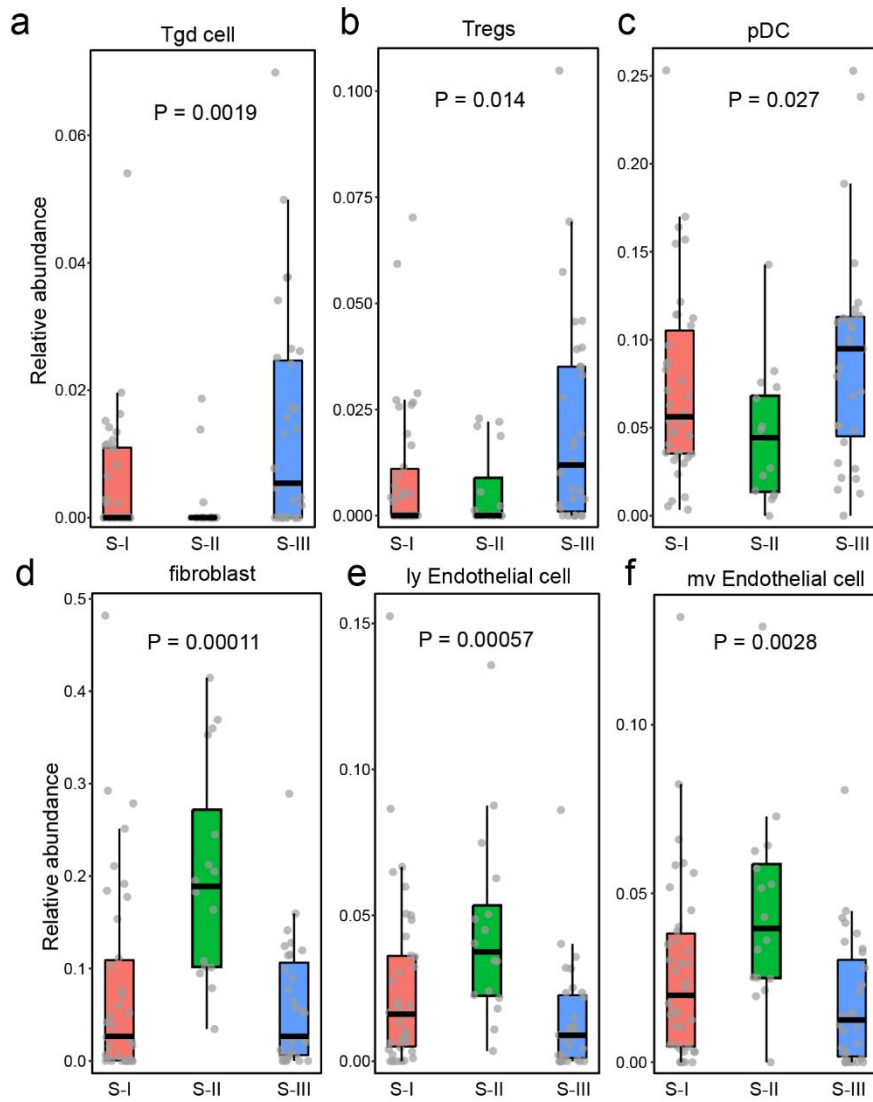 a
Tgd cell
P = 0.0019
Relative abundance
0.06
0.04
0.02
0.00
S-I
S-II
S-III
b
Tregs
P = 0.014
0.100
0.075
0.050
0.025
0.000
S-I
S-II
S-III
c
pDC
P = 0.027
0.25
0.20
0.15
0.10
0.05
0.00
S-I
S-II
S-III
d
fibroblast
P = 0.00011
Relative abundance
0.5
0.4
0.3
0.2
0.1
0.0
S-I
S-II
S-III
e
ly Endothelial cell
P = 0.00057
0.15
0.10
0.05
0.00
S-I
S-II
S-III
f
mv Endothelial cell
P = 0.0028
0.10
0.05
0.00
S-I
S-II
S-III